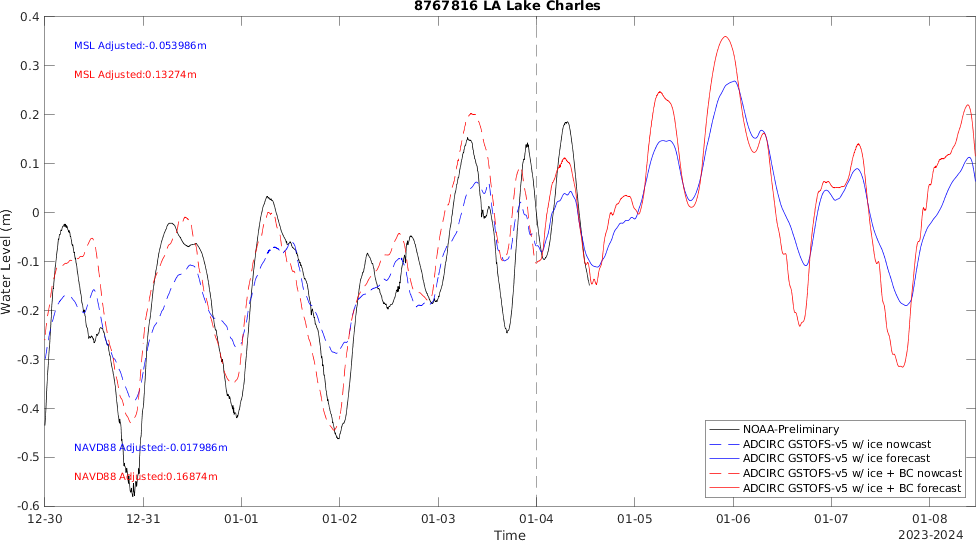 8767816 LA Lake Charles
0.4
0.3
0.2
0.1
0
-0.1
-0.2
-0.3
-0.4
-0.5
-0.6
Water Level (m)
MSL Adjusted:-0.053986m
MSL Adjusted:0.13274m
NAVD88 Adjusted:-0.017986m
NAVD88 Adjusted:0.16874m
NOAA-Preliminary
ADCIRC GSTOFS-v5 w/ ice nowcast
ADCIRC GSTOFS-v5 w/ ice forecast
ADCIRC GSTOFS-v5 w/ ice + BC nowcast
ADCIRC GSTOFS-v5 w/ ice + BC forecast
12-30 12-31 01-01 01-02 01-03 01-04 01-05 01-06 01-07 01-08
Time
2023-2024